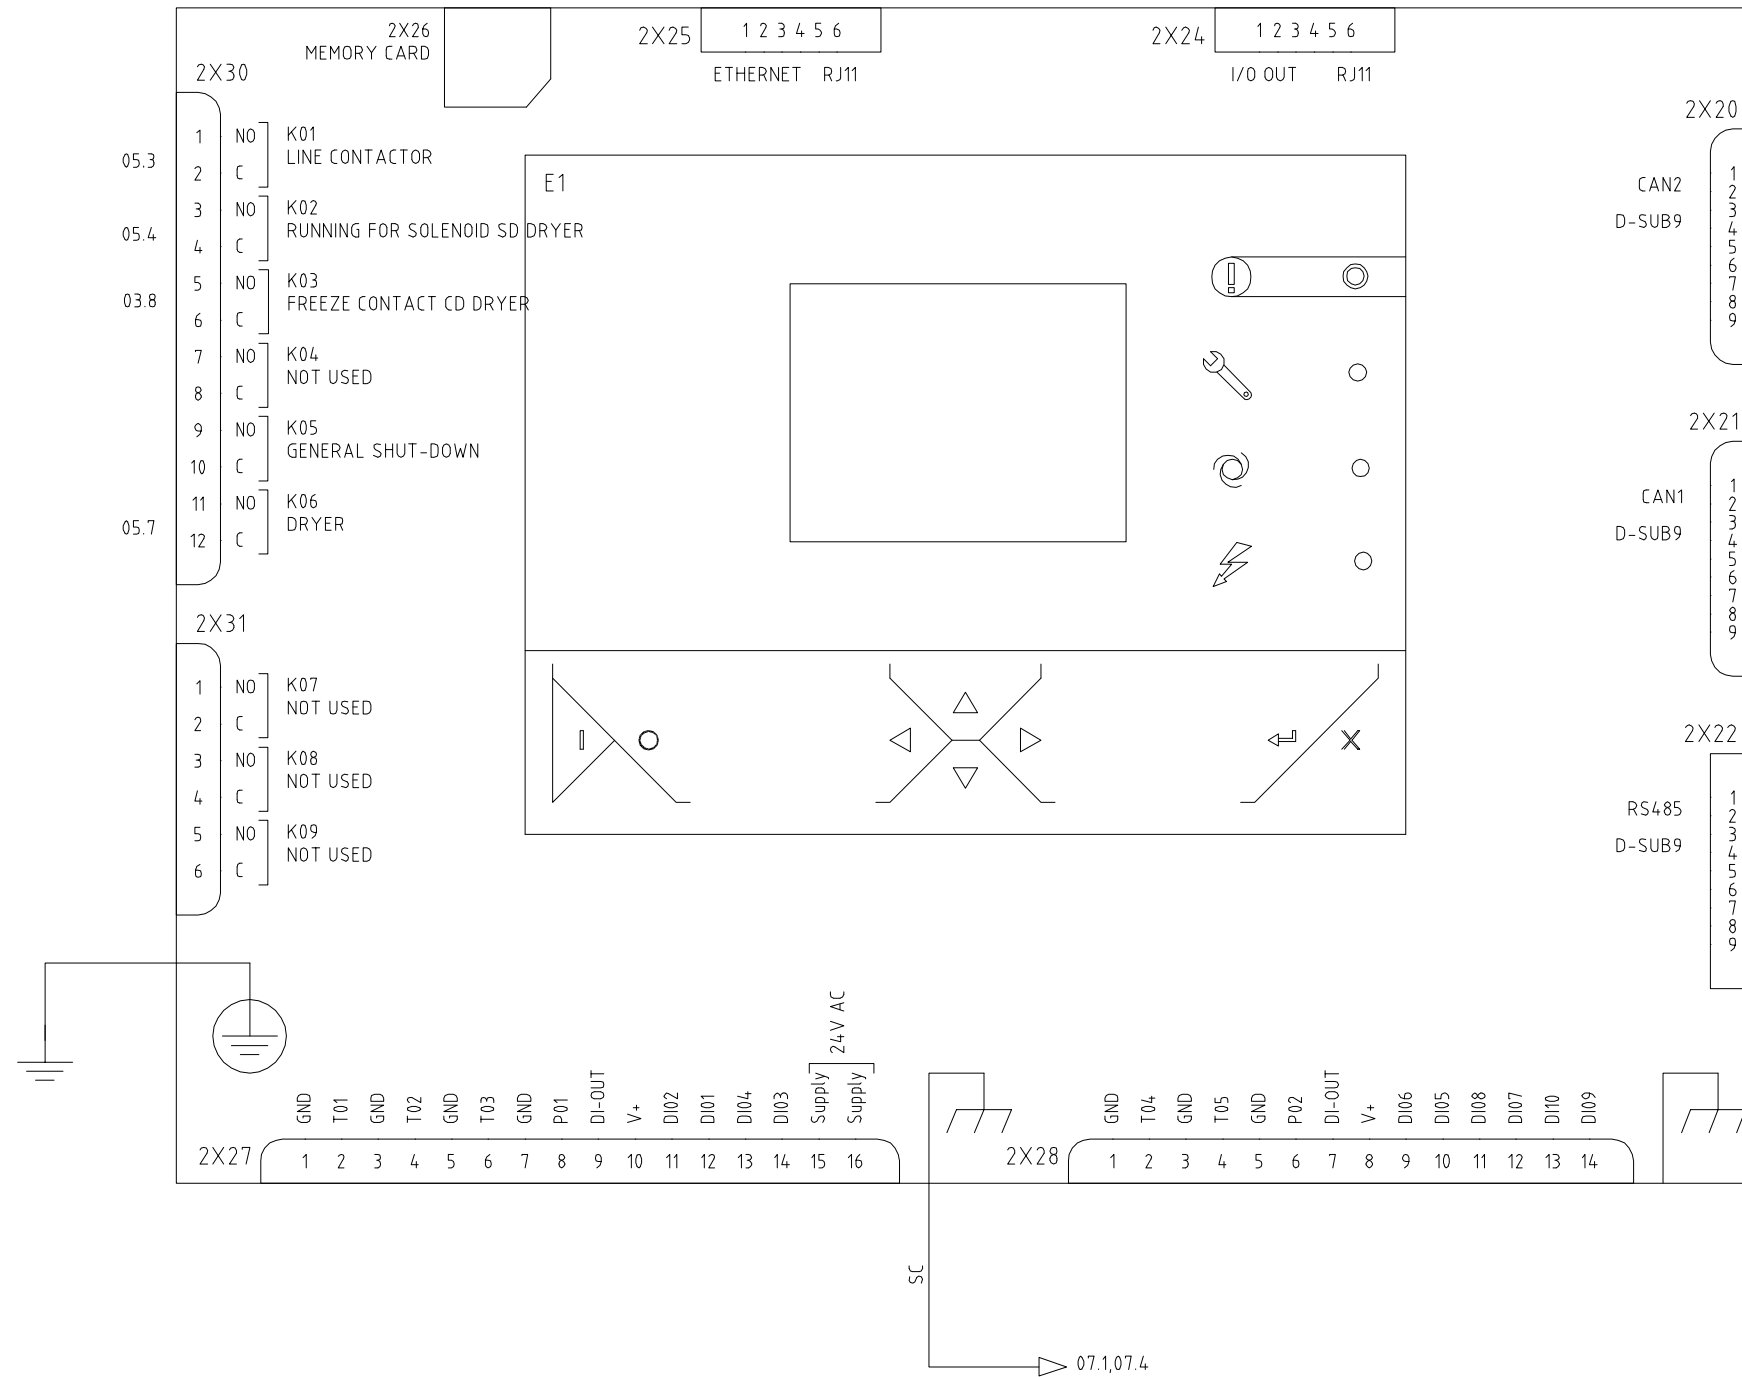 2X26
MEMORY CARD
2X25
1 2 3 4 5 6
ETHERNET RJ11
2X24
1 2 3 4 5 6
I/O OUT RJ11
2X30
1 NO K01
LINE CONTACTOR
05.3
2 C
3 NO K02
RUNNING FOR SOLENOID SD DRYER
05.4
4 C
5 NO K03
FREEZE CONTACT CD DRYER
03.8
6 C
7 NO K04
NOT USED
8 C
9 NO K05
GENERAL SHUT-DOWN
10 C
11 NO K06
DRYER
05.7
12 C
2X31
1 NO K07
NOT USED
2 C
3 NO K08
NOT USED
4 C
5 NO K09
NOT USED
6 C
E1
2X20
CAN2
D-SUB9
1
2
3
4
5
6
7
8
9
2X21
CAN1
D-SUB9
1
2
3
4
5
6
7
8
9
2X22
RS485
D-SUB9
1
2
3
4
5
6
7
8
9
24V AC
GND T01 GND T02 GND T03 GND P01 DI-OUT V+ DI02 DI01 DI04 DI03 Supply Supply
2X27 1 2 3 4 5 6 7 8 9 10 11 12 13 14 15 16
GND T04 GND T05 GND P02 DI-OUT V+ DI06 DI05 DI08 DI07 DI10 DI09
2X28 1 2 3 4 5 6 7 8 9 10 11 12 13 14
SC
07.1,07.4